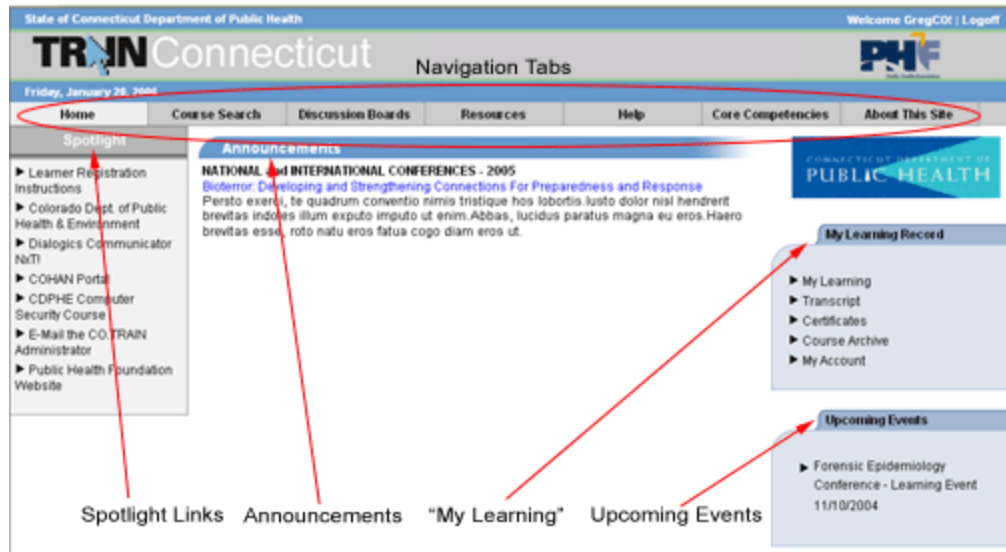 State of Connecticut Department of Public Health
Welcome GregCO! | Logoff
TRAIN Connecticut
PHF
Navigation Tabs
Friday, January 28,
Home Course Search Discussion Boards Resources Help Core Competencies About This Site
Spotlight
► Learner Registration
Instructions
► Colorado Dept. of Public
Health & Environment
► Dialogics Communicator
NxT!
► COHAN Portal
► CDPHE Computer
Security Course
► E-Mail the CO.TRAIN
Administrator
► Public Health Foundation
Website
Announcements
NATIONAL and INTERNATIONAL CONFERENCES - 2005
Bioterror: Developing and Strengthening Connections For Preparedness and Response
Persto exerci, te quadrum conventio nimis tristique hos lobortis.Iusto dolor nisl hendrerit
brevitas indoles illum exputo imputo ut enim.Abbas, lucidus paratus magna eu eros.Haero
brevitas esse, roto natu eros fatua cogo diam eros ut.
CONNECTICUT DEPARTMENT OF
PUBLIC HEALTH
My Learning Record
► My Learning
► Transcript
► Certificates
► Course Archive
► My Account
Upcoming Events
► Forensic Epidemiology
Conference - Learning Event
11/10/2004
Spotlight Links Announcements "My Learning" Upcoming Events